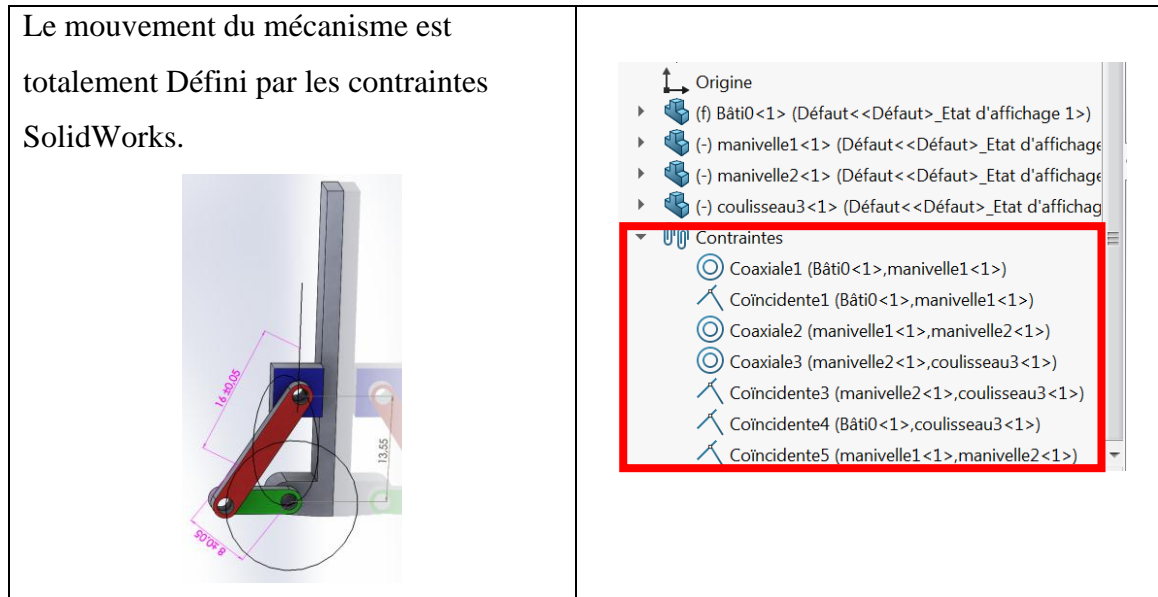 Le mouvement du mécanisme est
totalement Défini par les contraintes
SolidWorks.
16 ±0,05
13,55
8 ±0,05
Origine
(f) Bâti0<1> (Défaut<<Défaut>_Etat d'affichage 1>)
(-) manivelle1<1> (Défaut<<Défaut>_Etat d'affichage
(-) manivelle2<1> (Défaut<<Défaut>_Etat d'affichage
(-) coulisseau3<1> (Défaut<<Défaut>_Etat d'affichag
Contraintes
Coaxiale1 (Bâti0<1>,manivelle1<1>)
Coïncidente1 (Bâti0<1>,manivelle1<1>)
Coaxiale2 (manivelle1<1>,manivelle2<1>)
Coaxiale3 (manivelle2<1>,coulisseau3<1>)
Coïncidente3 (manivelle2<1>,coulisseau3<1>)
Coïncidente4 (Bâti0<1>,coulisseau3<1>)
Coïncidente5 (manivelle1<1>,manivelle2<1>)